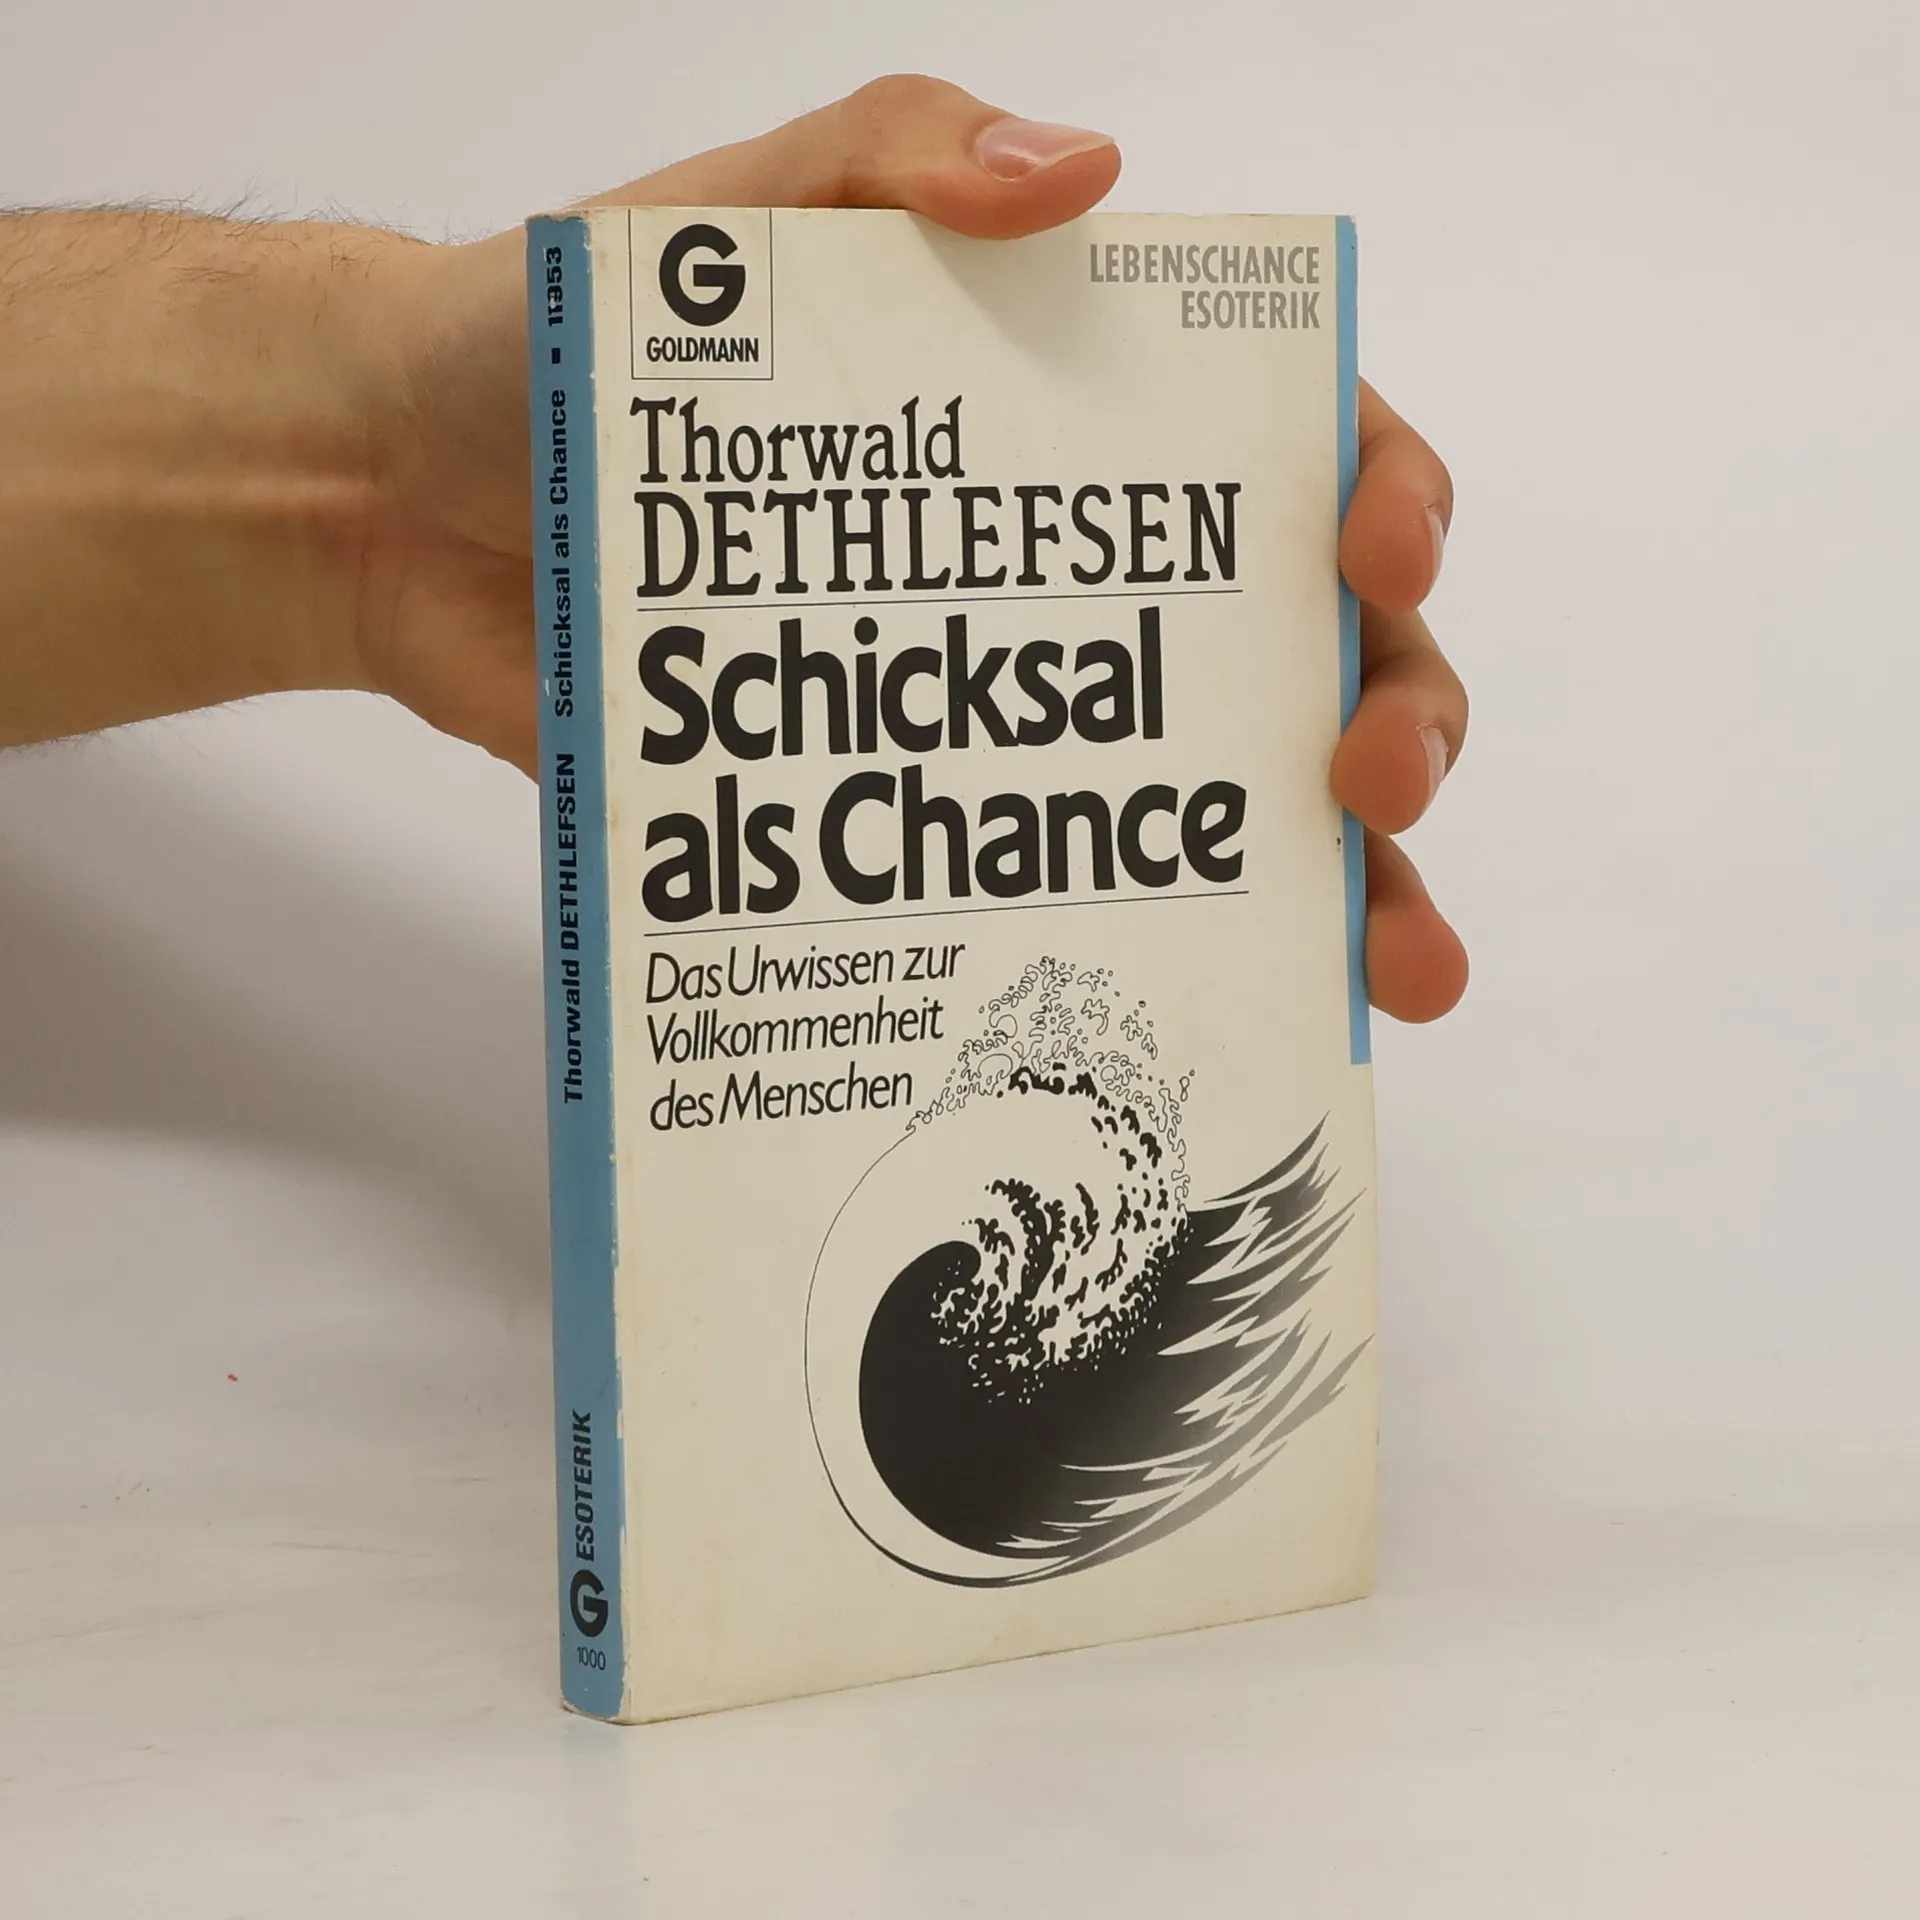 G
GOLDMANN
LEBENSCHANCE
ESOTERIK
Thorwald
DETHLEFSEN
Schicksal
als Chance
Das Urwissen zur
Vollkommenheit
des Menschen
Thorwald DETHLEFSEN Schicksal als Chance ▪ 11953
G ESOTERIK
1000